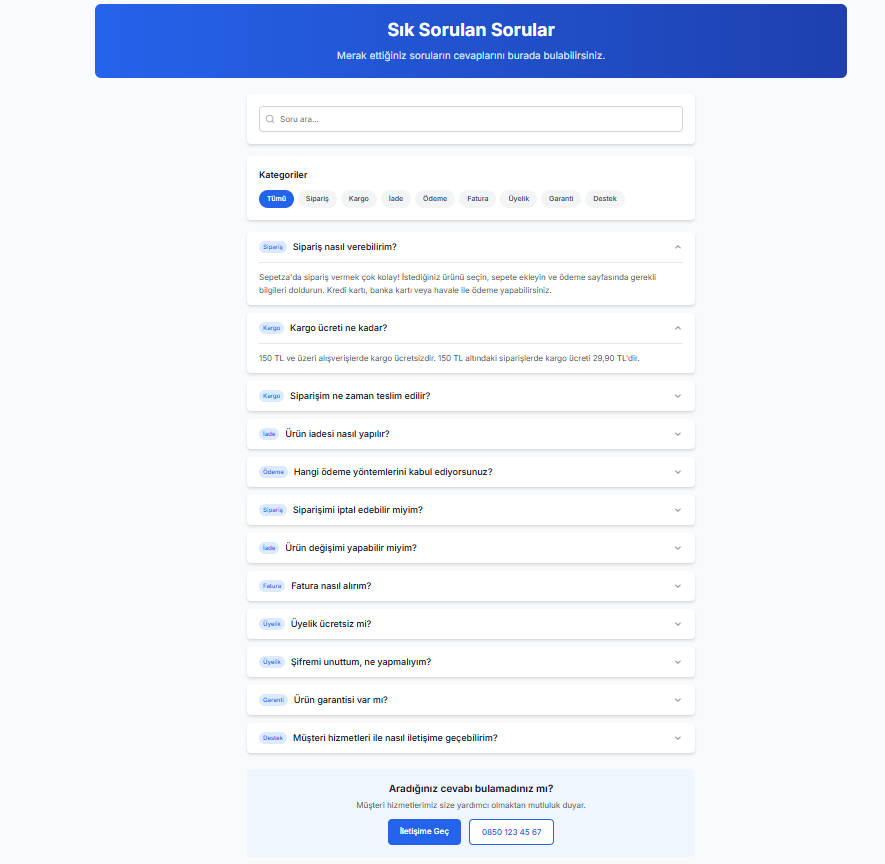 Sık Sorulan Sorular
Merak ettiğiniz soruların cevaplarını burada bulabilirsiniz.
Soru ara...
Kategoriler
Tümü Sipariş Kargo İade Ödeme Fatura Üyelik Garanti Destek
Sipariş Sipariş nasıl verebilirim?
Sepetza'da sipariş vermek çok kolay! İstediğiniz ürünü seçin, sepete ekleyin ve ödeme sayfasında gerekli
bilgileri doldurun. Kredi kartı, banka kartı veya havale ile ödeme yapabilirsiniz.
Kargo Kargo ücreti ne kadar?
150 TL ve üzeri alışverişlerde kargo ücretsizdir. 150 TL altındaki siparişlerde kargo ücreti 29,90 TL'dir.
Kargo Siparişim ne zaman teslim edilir?
İade Ürün iadesi nasıl yapılır?
Ödeme Hangi ödeme yöntemlerini kabul ediyorsunuz?
Sipariş Siparişimi iptal edebilir miyim?
İade Ürün değişimi yapabilir miyim?
Fatura Fatura nasıl alırım?
Üyelik Üyelik ücretsiz mi?
Üyelik Şifremi unuttum, ne yapmalıyım?
Garanti Ürün garantisi var mı?
Destek Müşteri hizmetleri ile nasıl iletişime geçebilirim?
Aradığınız cevabı bulamadınız mı?
Müşteri hizmetlerimiz size yardımcı olmaktan mutluluk duyar.
İletişime Geç 0850 123 45 67